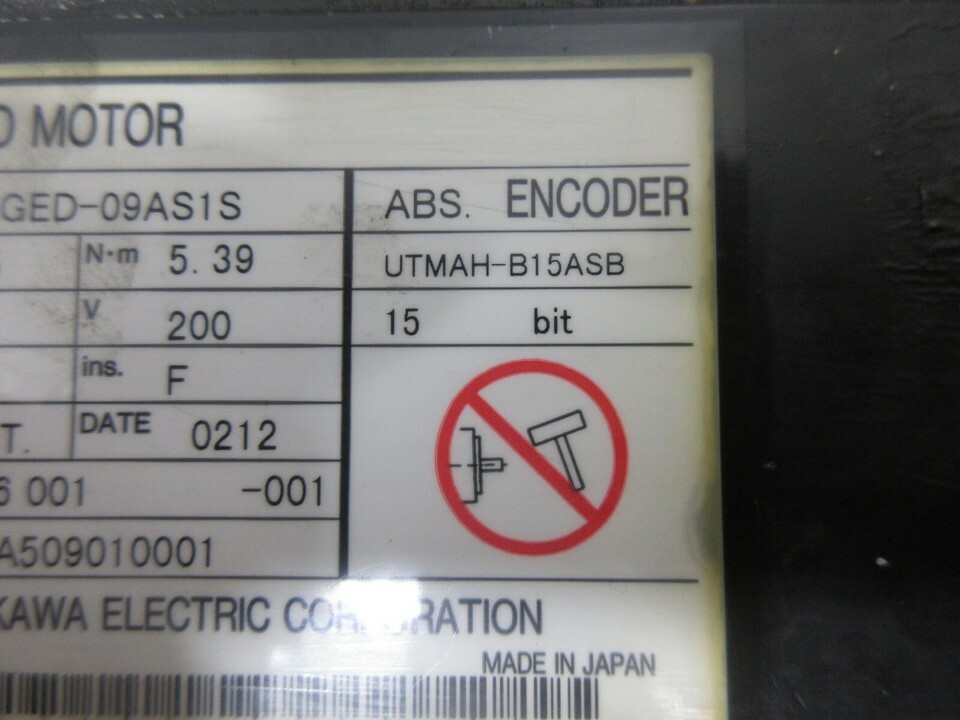 MOTOR
GED-09AS1S
ABS. ENCODER
N·m 5.39
UTMAH-B15ASB
V 200
15 bit
ins. F
T. DATE 0212
6 001 -001
A509010001
KAWA ELECTRIC CORPORATION
MADE IN JAPAN